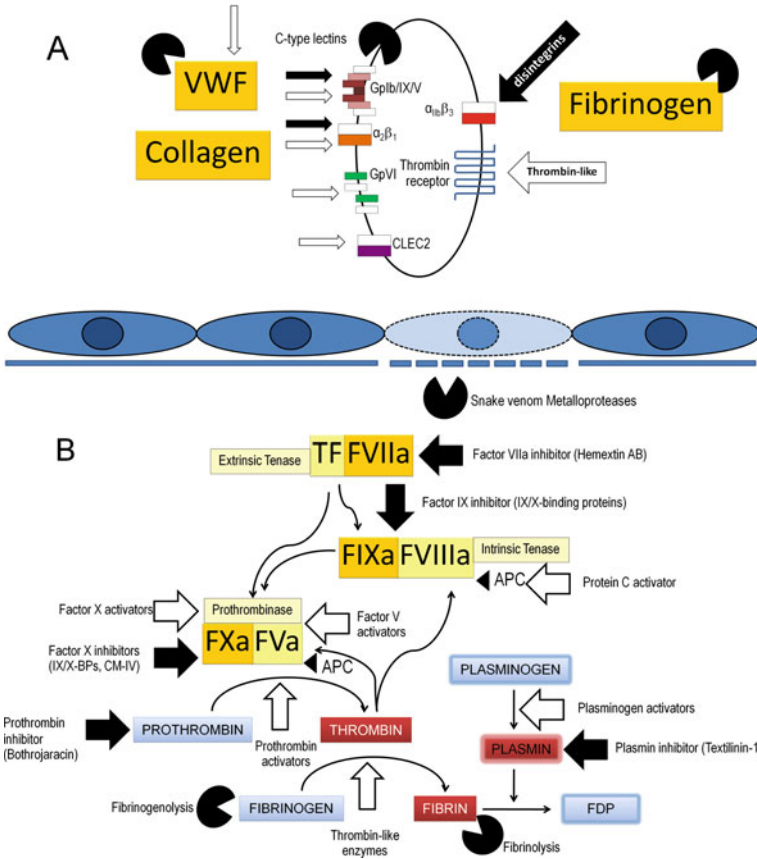 A
C-type lectins
VWF
GpIb/IX/V
disintegrins
αIIbβ3
Fibrinogen
α2β1
Collagen
GpVI
Thrombin
receptor
Thrombin-like
CLEC2
Snake venom Metalloproteases
B
Extrinsic Tenase
TF FVIIa
Factor VIIa inhibitor (Hemextin AB)
Factor IX inhibitor (IX/X-binding proteins)
FIXa FVIIIa
Intrinsic Tenase
APC
Protein C activator
Factor X activators
Prothrombinase
Factor V
activators
FXa FVa
Factor X inhibitors
(IX/X-BPs, CM-IV)
APC
PLASMINOGEN
Plasminogen activators
Prothrombin
inhibitor
(Bothrojaracin)
PROTHROMBIN
Prothrombin
activators
THROMBIN
PLASMIN
Plasmin inhibitor (Textilinin-1
Fibrinogenolysis
FIBRINOGEN
FIBRIN
FDP
Thrombin-like
enzymes
Fibrinolysis